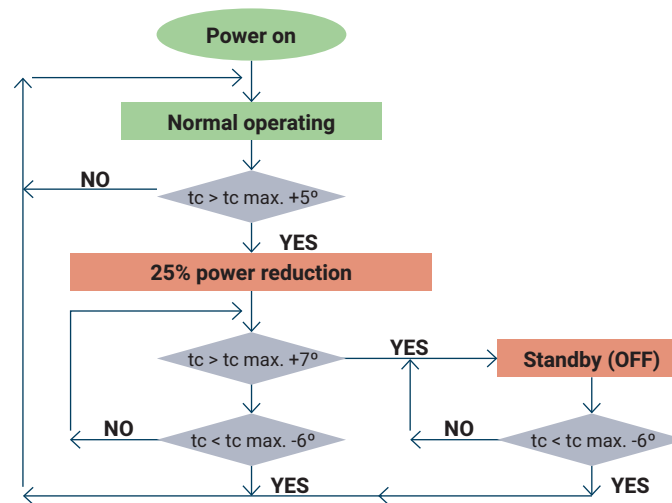 Power on
Normal operating
NO
tc > tc max. +5º
YES
25% power reduction
tc > tc max. +7º
YES
Standby (OFF)
NO
tc < tc max. -6º
NO
tc < tc max. -6º
YES
YES